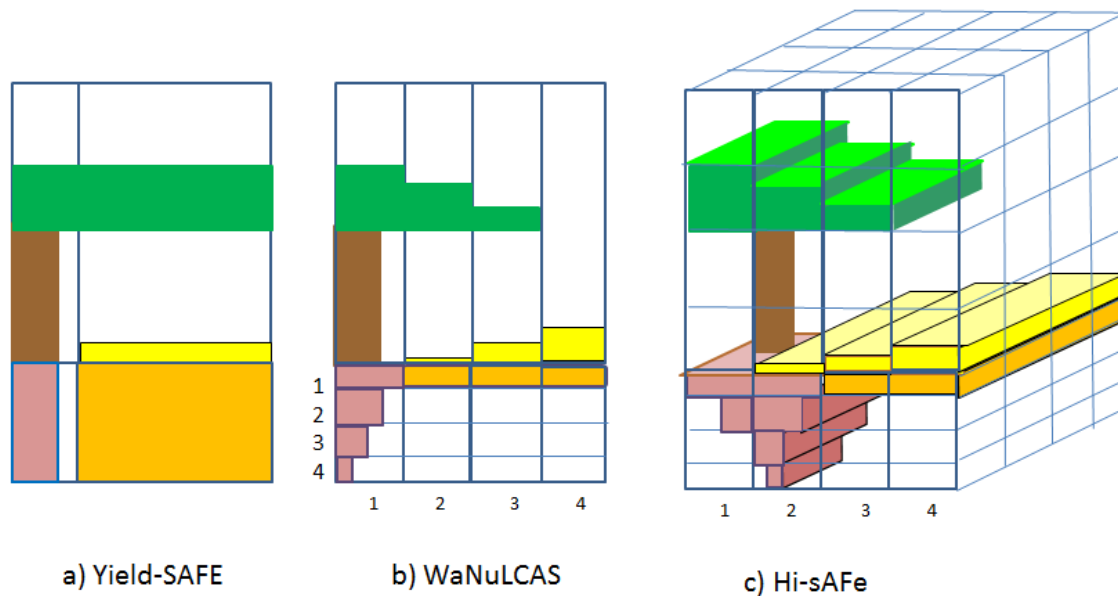 1
2
3
4
1 2 3 4
1 2 3 4
a) Yield-SAFE
b) WaNuLCAS
c) Hi-sAFe